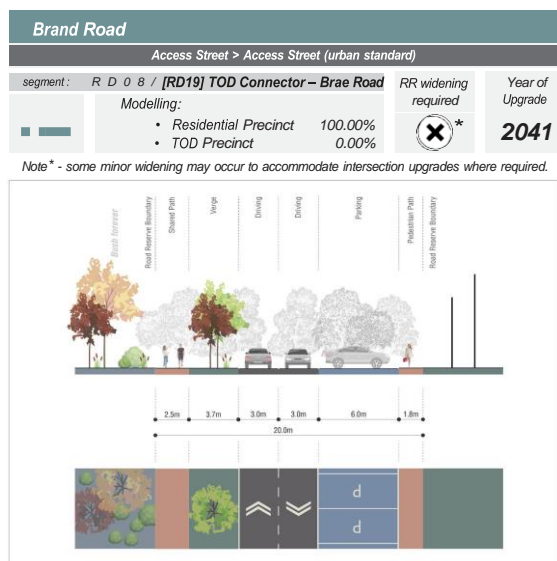 Brand Road
Access Street > Access Street (urban standard)
segment : R D 0 8 / [RD19] TOD Connector – Brae Road
RR widening required
Year of Upgrade
Modelling:
• Residential Precinct 100.00%
• TOD Precinct 0.00%
*
2041
Note* - some minor widening may occur to accommodate intersection upgrades where required.
Bush forever
Road Reserve Boundary
Shared Path
Verge
Driving
Driving
Parking
Pedestrian Path
Road Reserve Boundary
2.5m 3.7m 3.0m 3.0m 6.0m 1.8m
20.0m
P
P